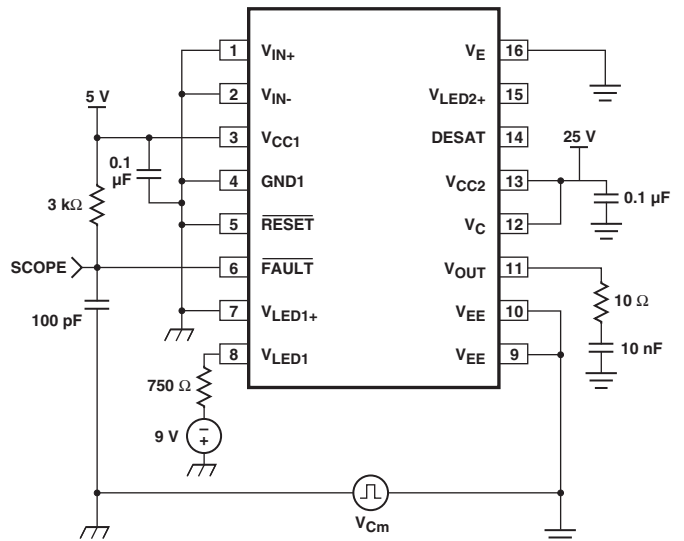 1 V_IN+
2 V_IN-
3 V_CC1
4 GND1
5 RESET
6 FAULT
7 V_LED1+
8 V_LED1
V_E 16
V_LED2+ 15
DESAT 14
V_CC2 13
V_C 12
V_OUT 11
V_EE 10
V_EE 9
5 V
0.1
µF
3 kΩ
SCOPE
100 pF
750 Ω
9 V
− +
25 V
0.1 µF
10 Ω
10 nF
V_Cm